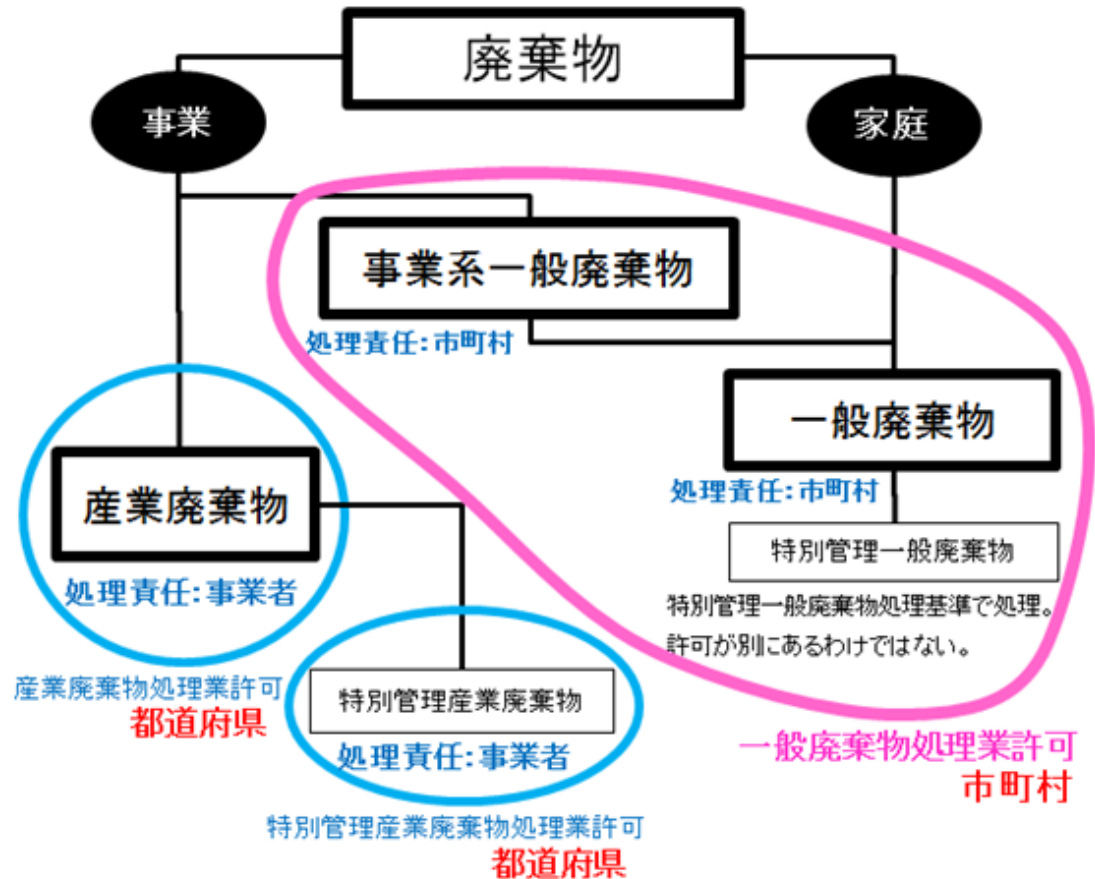 廃棄物
事業
家庭
事業系一般廃棄物
処理責任:市町村
一般廃棄物
処理責任:市町村
特別管理一般廃棄物
特別管理一般廃棄物処理基準で処理。
許可が別にあるわけではない。
一般廃棄物処理業許可
市町村
産業廃棄物
処理責任:事業者
産業廃棄物処理業許可
都道府県
特別管理産業廃棄物
処理責任:事業者
特別管理産業廃棄物処理業許可
都道府県